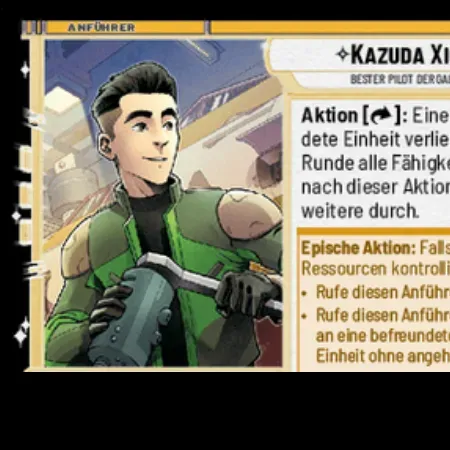 ANFÜHRER
KAZUDA XI
BESTER PILOT DER GA
Aktion [ ]: Eine
dete Einheit verlie
Runde alle Fähigke
nach dieser Aktion
weitere durch.
Epische Aktion: Falls
Ressourcen kontrolli
• Rufe diesen Anführ
• Rufe diesen Anführ
an eine befreundete
Einheit ohne angeh